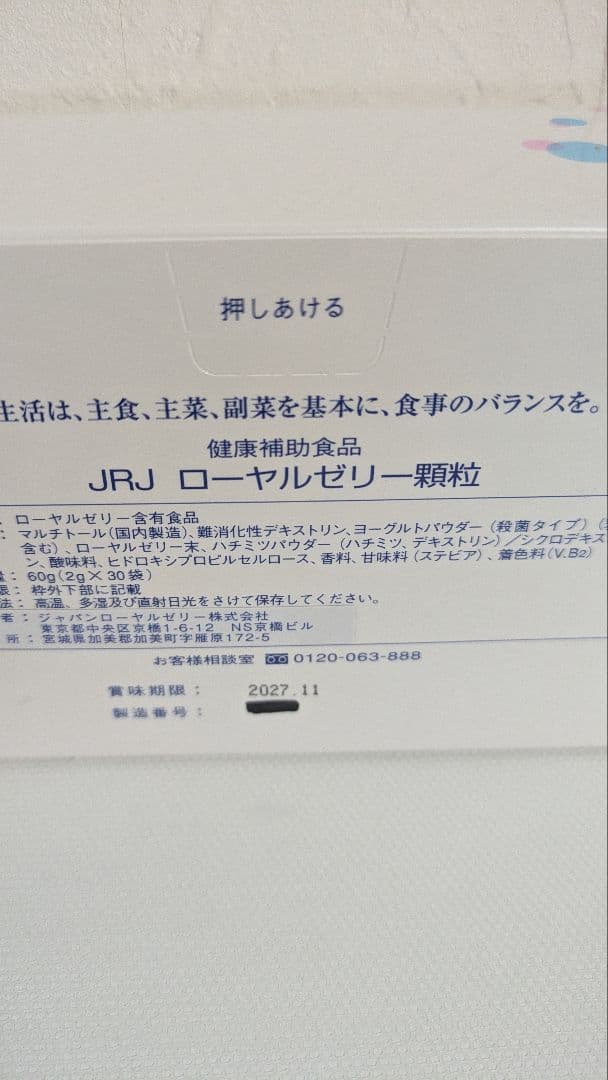 押しあける
生活は、主食、主菜、副菜を基本に、食事のバランスを。
健康補助食品
JRJ ローヤルゼリー顆粒
ローヤルゼリー含有食品
：マルチトール(国内製造)、難消化性デキストリン、ヨーグルトパウダー(殺菌タイプ)(
含む)、ローヤルゼリー末、ハチミツパウダー(ハチミツ、デキストリン)／シクロデキス
ン、酸味料、ヒドロキシプロピルセルロース、香料、甘味料(ステビア)、着色料(V.B2)
量：60g(2g×30袋)
限：枠外下部に記載
法：高温、多湿及び直射日光をさけて保存してください。
者：ジャパンローヤルゼリー株式会社
東京都中央区京橋1-6-12 NS京橋ビル
所：宮城県加美郡加美町字雁原172-5
お客様相談室 0120-063-888
賞味期限： 2027.11
製造番号：